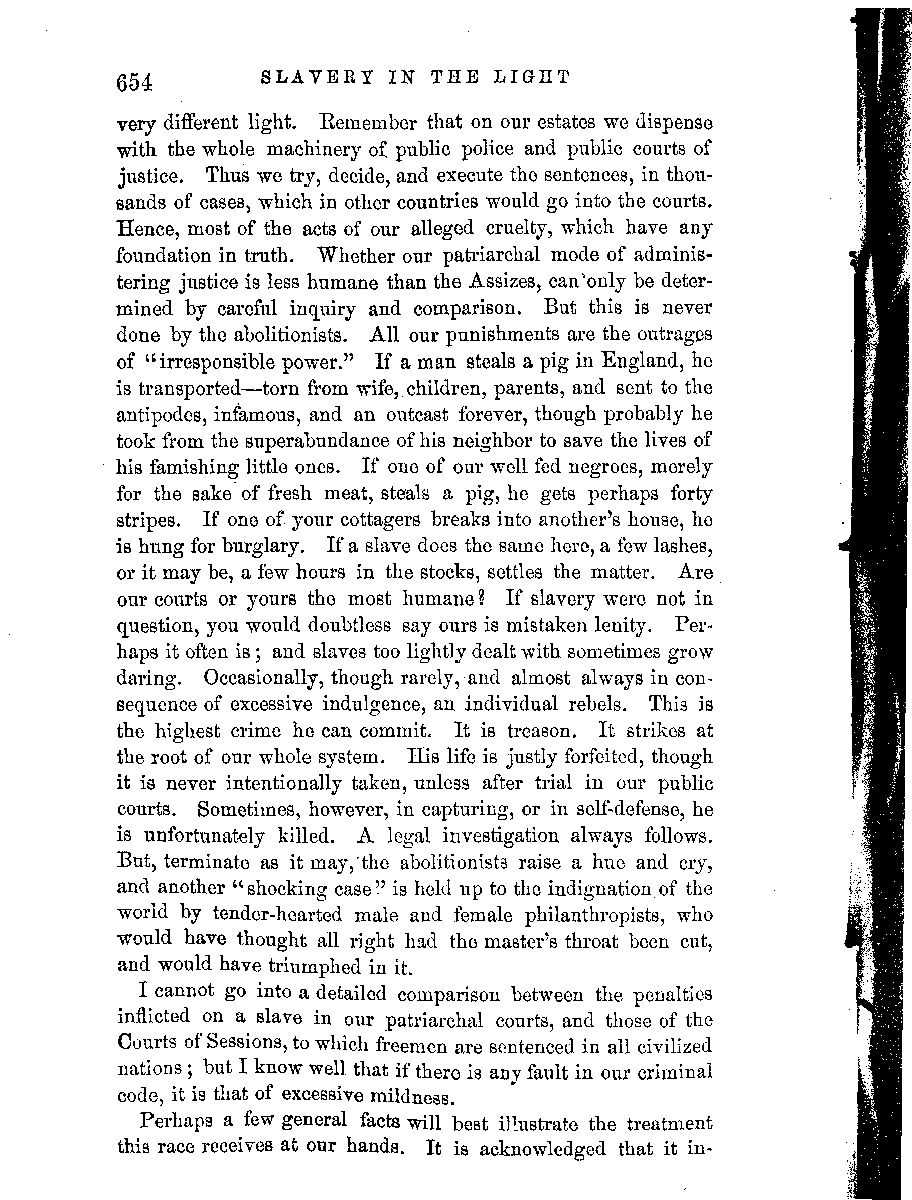 654 SLAVERY IN THE LIGHT
very different light. Remember that on our estates we dispense
with the whole machinery of public police and public courts of
justice. Thus we try, decide, and execute the sentences, in thou-
sands of cases, which in other countries would go into the courts.
Hence, most of the acts of our alleged cruelty, which have any
foundation in truth. Whether our patriarchal mode of adminis-
tering justice is less humane than the Assizes, can only be deter-
mined by careful inquiry and comparison. But this is never
done by the abolitionists. All our punishments are the outrages
of "irresponsible power." If a man steals a pig in England, he
is transported—torn from wife, children, parents, and sent to the
antipodes, infamous, and an outcast forever, though probably he
took from the superabundance of his neighbor to save the lives of
his famishing little ones. If one of our well fed negroes, merely
for the sake of fresh meat, steals a pig, he gets perhaps forty
stripes. If one of your cottagers breaks into another's house, he
is hung for burglary. If a slave does the same here, a few lashes,
or it may be, a few hours in the stocks, settles the matter. Are
our courts or yours the most humane? If slavery were not in
question, you would doubtless say ours is mistaken lenity. Per-
haps it often is; and slaves too lightly dealt with sometimes grow
daring. Occasionally, though rarely, and almost always in con-
sequence of excessive indulgence, an individual rebels. This is
the highest crime he can commit. It is treason. It strikes at
the root of our whole system. His life is justly forfeited, though
it is never intentionally taken, unless after trial in our public
courts. Sometimes, however, in capturing, or in self-defense, he
is unfortunately killed. A legal investigation always follows.
But, terminate as it may, the abolitionists raise a hue and cry,
and another "shocking case" is held up to the indignation of the
world by tender-hearted male and female philanthropists, who
would have thought all right had the master's throat been cut,
and would have triumphed in it.
I cannot go into a detailed comparison between the penalties
inflicted on a slave in our patriarchal courts, and those of the
Courts of Sessions, to which freemen are sentenced in all civilized
nations; but I know well that if there is any fault in our criminal
code, it is that of excessive mildness.
Perhaps a few general facts will best illustrate the treatment
this race receives at our hands. It is acknowledged that it in-